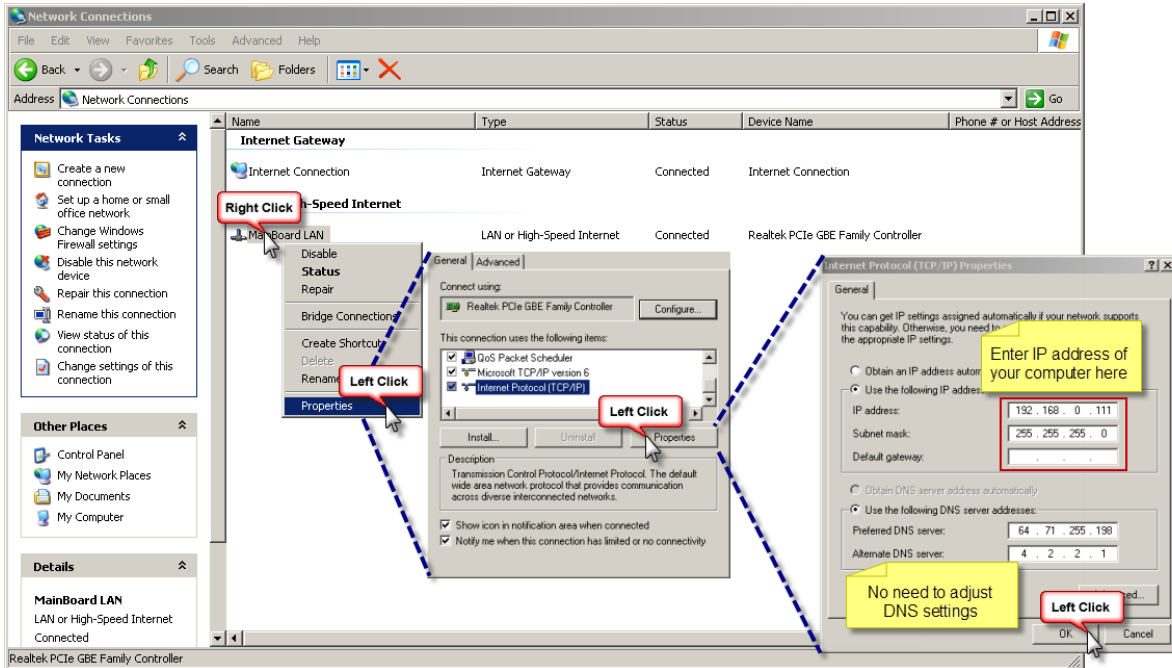 Network Connections
File Edit View Favorites Tools Advanced Help
Back Search Folders
Address Network Connections Go
Network Tasks
Create a new
connection
Set up a home or small
office network
Change Windows
Firewall settings
Disable this network
device
Repair this connection
Rename this connection
View status of this
connection
Change settings of this
connection
Other Places
Control Panel
My Network Places
My Documents
My Computer
Details
MainBoard LAN
LAN or High-Speed Internet
Connected
Name Type Status Device Name Phone # or Host Address
Internet Gateway
Internet Connection Internet Gateway Connected Internet Connection
h-Speed Internet
Right Click
MainBoard LAN LAN or High-Speed Internet Connected Realtek PCIe GBE Family Controller
Disable
Status
Repair
Bridge Connections
Create Shortcut
Delete
Rename
Left Click
Properties
General Advanced
Connect using:
Realtek PCIe GBE Family Controller Configure...
This connection uses the following items:
QoS Packet Scheduler
Microsoft TCP/IP version 6
Internet Protocol (TCP/IP)
Left Click
Install... Uninstall Properties
Description
Transmission Control Protocol/Internet Protocol. The default
wide area network protocol that provides communication
across diverse interconnected networks.
Show icon in notification area when connected
Notify me when this connection has limited or no connectivity
Internet Protocol (TCP/IP) Properties
General
You can get IP settings assigned automatically if your network supports
this capability. Otherwise, you need to
the appropriate IP settings.
Enter IP address of
your computer here
Obtain an IP address
Use the following IP
IP address: 192 . 168 . 0 . 111
Subnet mask: 255 . 255 . 255 . 0
Default gateway: . . .
Obtain DNS server address automatically
Use the following DNS server addresses:
Preferred DNS server: 64 . 71 . 255 . 198
Alternate DNS server: 4 . 2 . 2 . 1
No need to adjust
DNS settings
Left Click
OK Cancel
Realtek PCIe GBE Family Controller